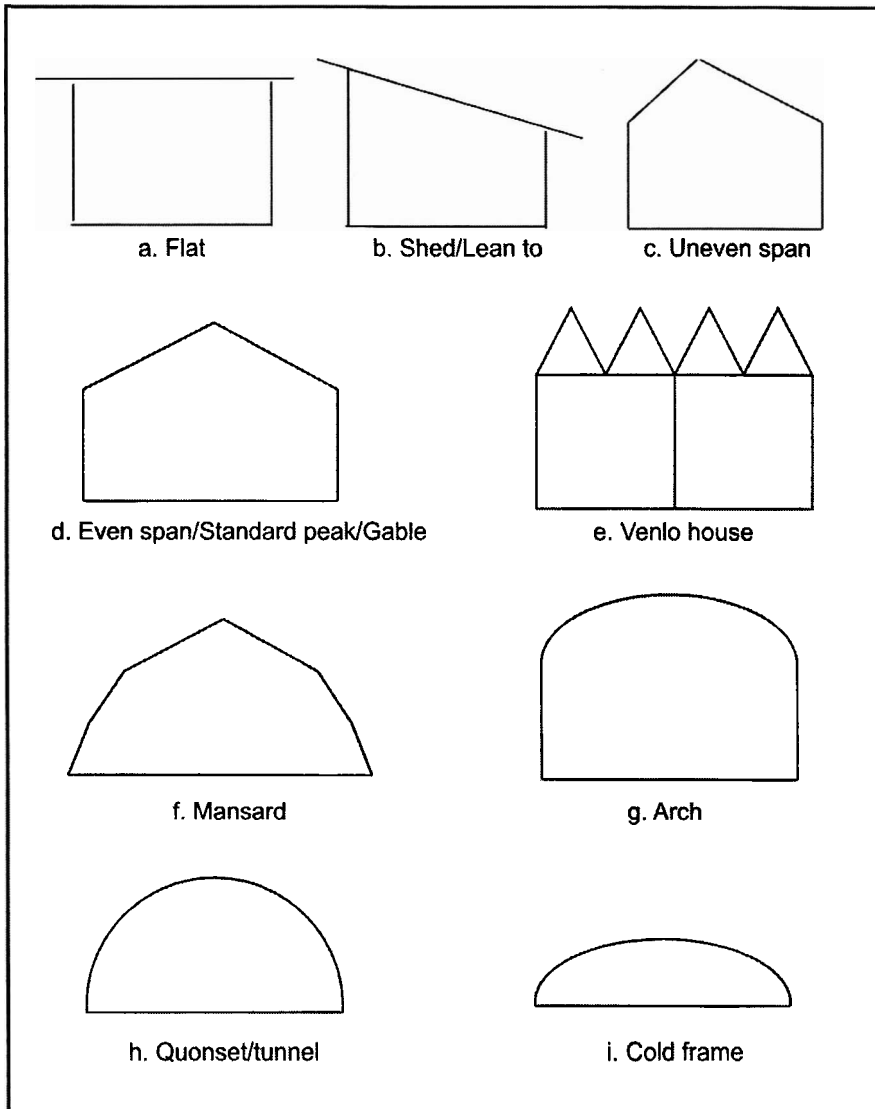 a. Flat
b. Shed/Lean to
c. Uneven span
d. Even span/Standard peak/Gable
e. Venlo house
f. Mansard
g. Arch
h. Quonset/tunnel
i. Cold frame